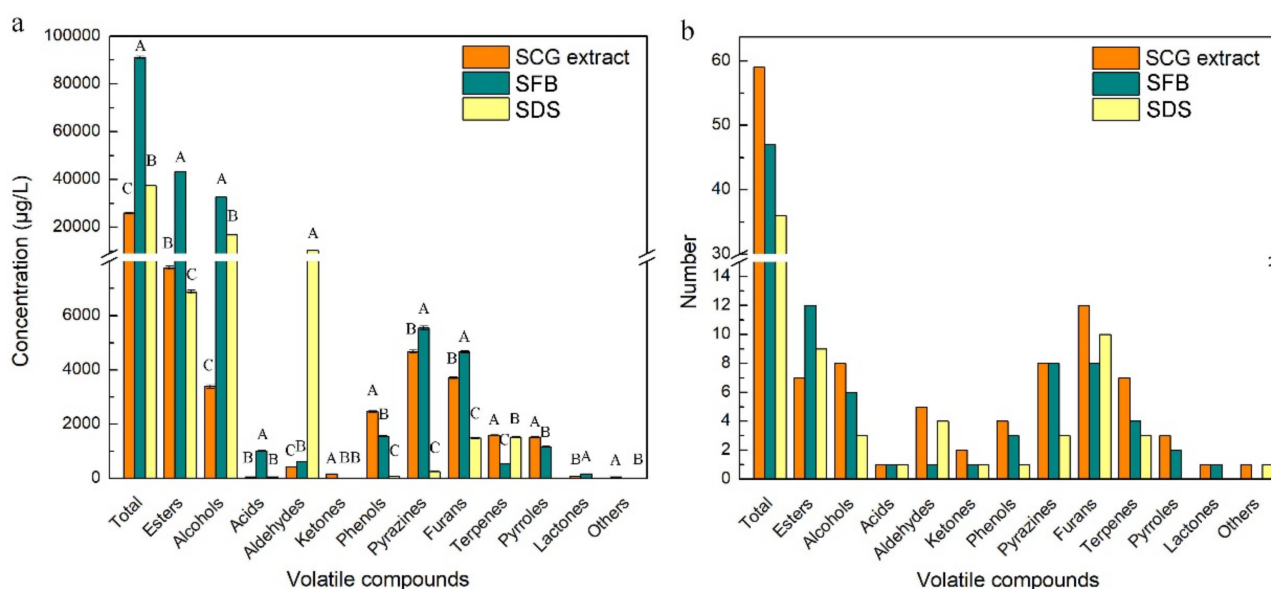 a
100000
80000
60000
40000
20000
6000
4000
2000
0
Concentration (µg/L)
SCG extract
SFB
SDS
C A B
B A C
C A B
B A B
C B A
A BB
A B C
B A C
B A C
A C B
A B
B A
A B
Total
Esters
Alcohols
Acids
Aldehydes
Ketones
Phenols
Pyrazines
Furans
Terpenes
Pyrroles
Lactones
Others
Volatile compounds
b
60
50
40
30
14
12
10
8
6
4
2
0
Number
SCG extract
SFB
SDS
Total
Esters
Alcohols
Acids
Aldehydes
Ketones
Phenols
Pyrazines
Furans
Terpenes
Pyrroles
Lactones
Others
Volatile compounds